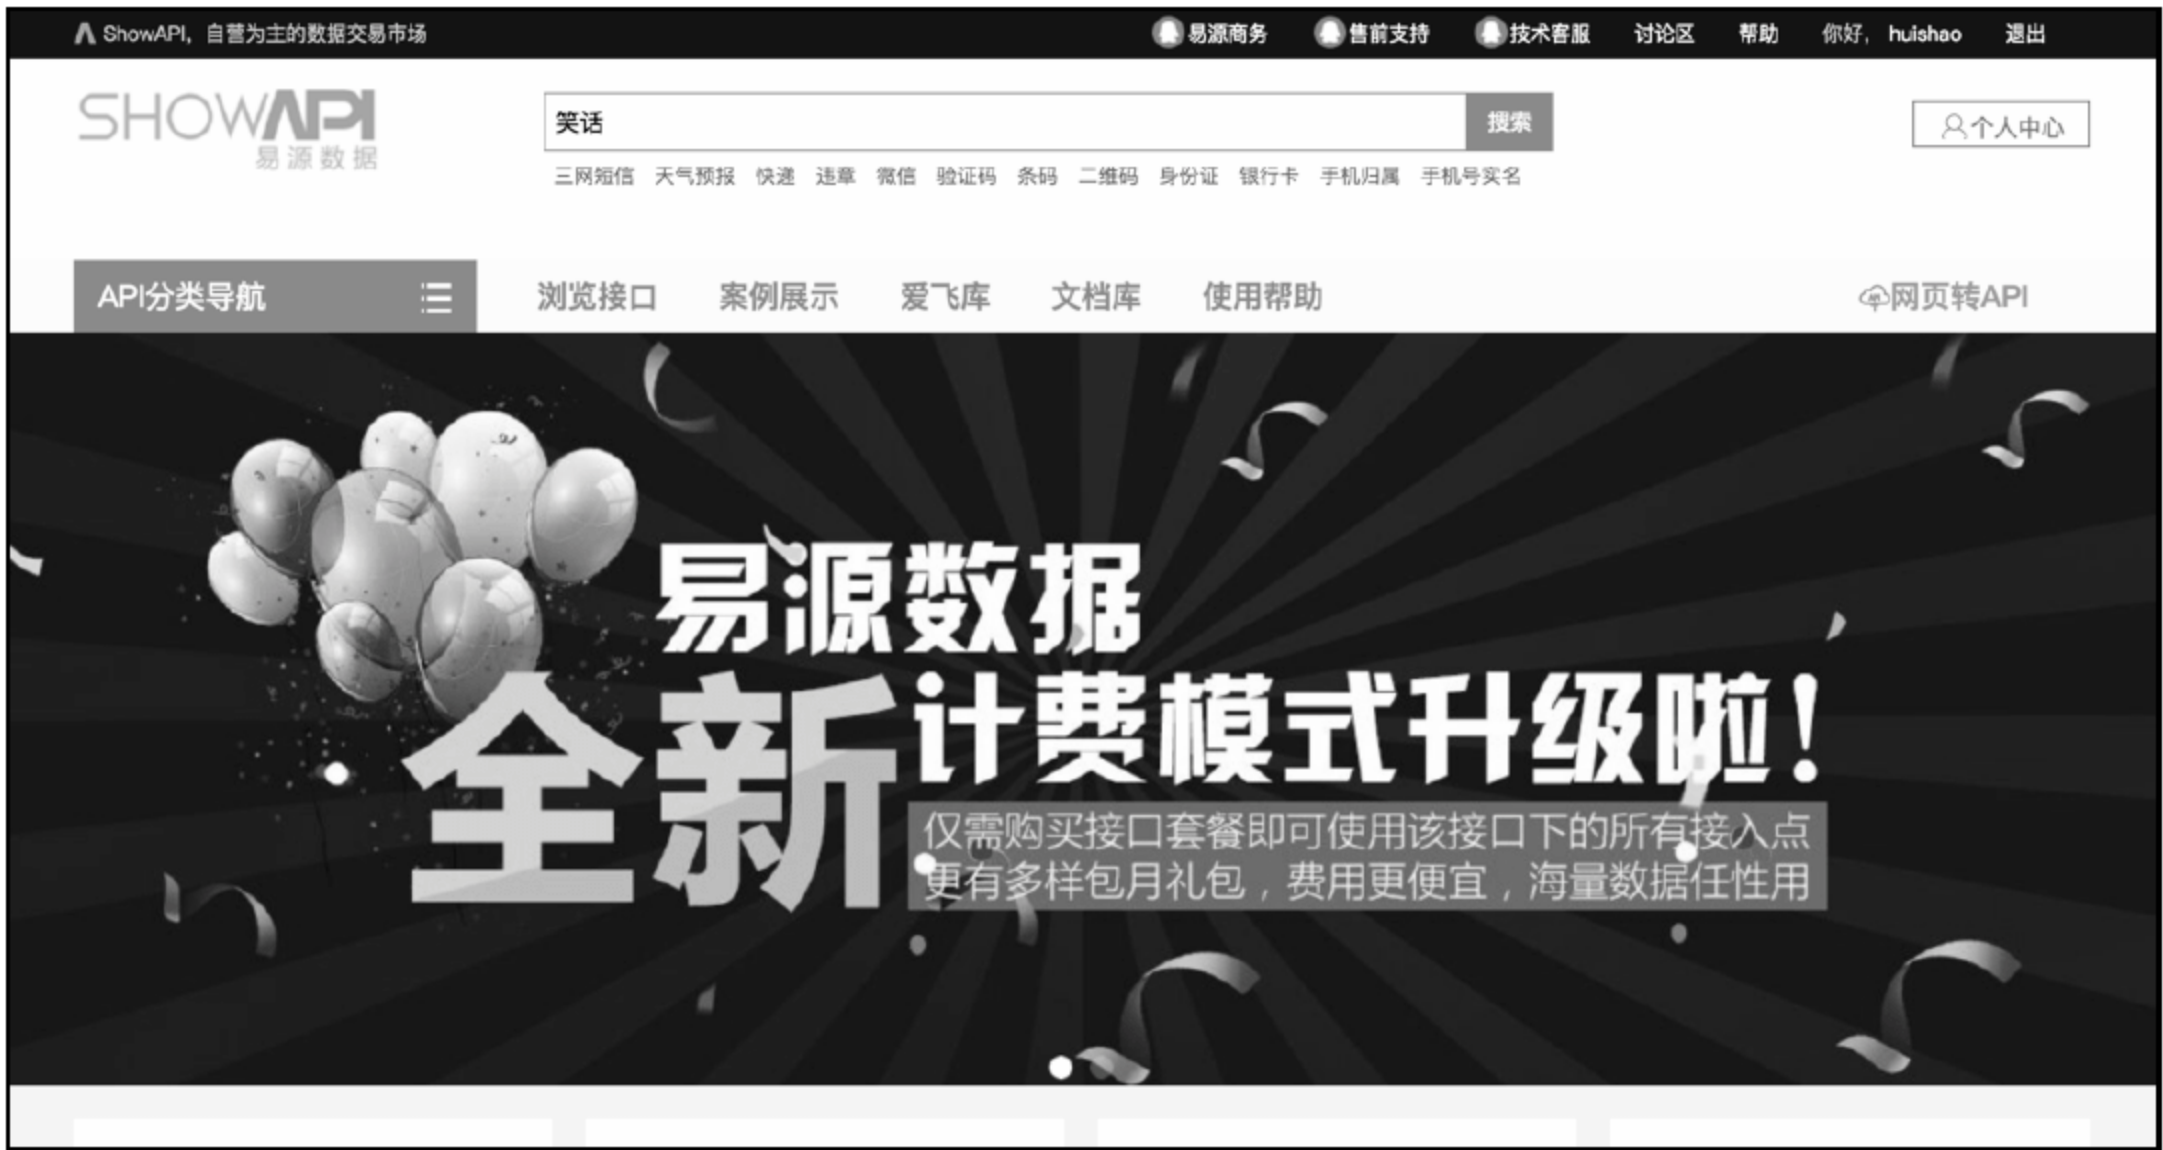 ShowAPI，自营为主的数据交易市场 易源商务 售前支持 技术客服 讨论区 帮助 你好， huishao 退出
SHOWAPI
易源数据
笑话 搜索
个人中心
三网短信 天气预报 快递 违章 微信 验证码 条码 二维码 身份证 银行卡 手机归属 手机号实名
API分类导航 浏览接口 案例展示 爱飞库 文档库 使用帮助 网页转API
易源数据
全新 计费模式升级啦！
仅需购买接口套餐即可使用该接口下的所有接入点
更有多样包月礼包，费用更便宜，海量数据任性用